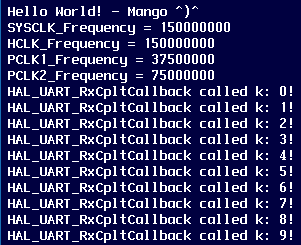 Hello World! - Mango ^)^
SYSCLK_Frequency = 150000000
HCLK_Frequency = 150000000
PCLK1_Frequency = 37500000
PCLK2_Frequency = 75000000
HAL_UART_RxCpltCallback called k: 0!
HAL_UART_RxCpltCallback called k: 1!
HAL_UART_RxCpltCallback called k: 2!
HAL_UART_RxCpltCallback called k: 3!
HAL_UART_RxCpltCallback called k: 4!
HAL_UART_RxCpltCallback called k: 5!
HAL_UART_RxCpltCallback called k: 6!
HAL_UART_RxCpltCallback called k: 7!
HAL_UART_RxCpltCallback called k: 8!
HAL_UART_RxCpltCallback called k: 9!